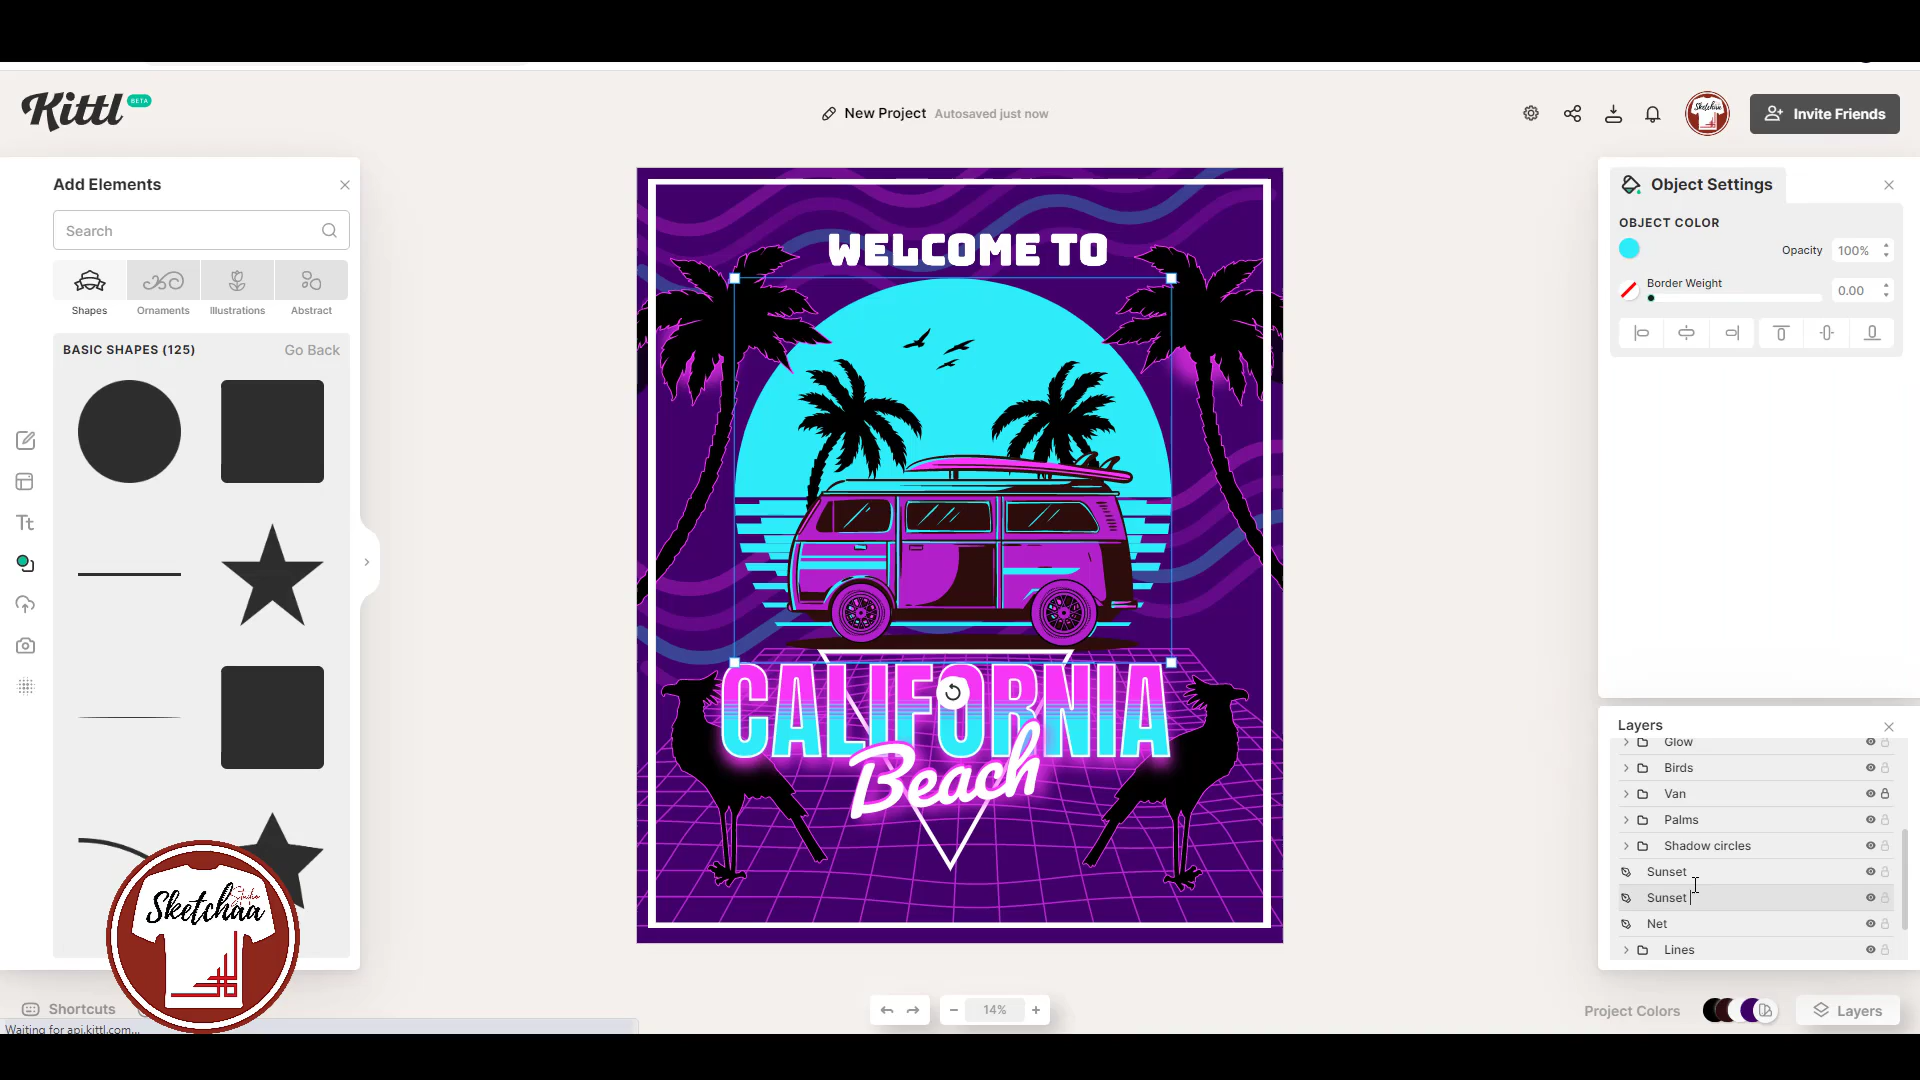 Kittl BETA
New Project Autosaved just now
Sketchaa
Invite Friends
Add Elements
Search
Shapes
Ornaments
Illustrations
Abstract
BASIC SHAPES (125)
Go Back
WELCOME TO
CALIFORNIA
Beach
Object Settings
OBJECT COLOR
Opacity 100%
Border Weight 0.00
Layers
Glow
Birds
Van
Palms
Shadow circles
Sunset
Sunset
Net
Lines
Tt
Sketchaa
Studio
Shortcuts
Waiting for api.kittl.com...
14%
Project Colors
Layers